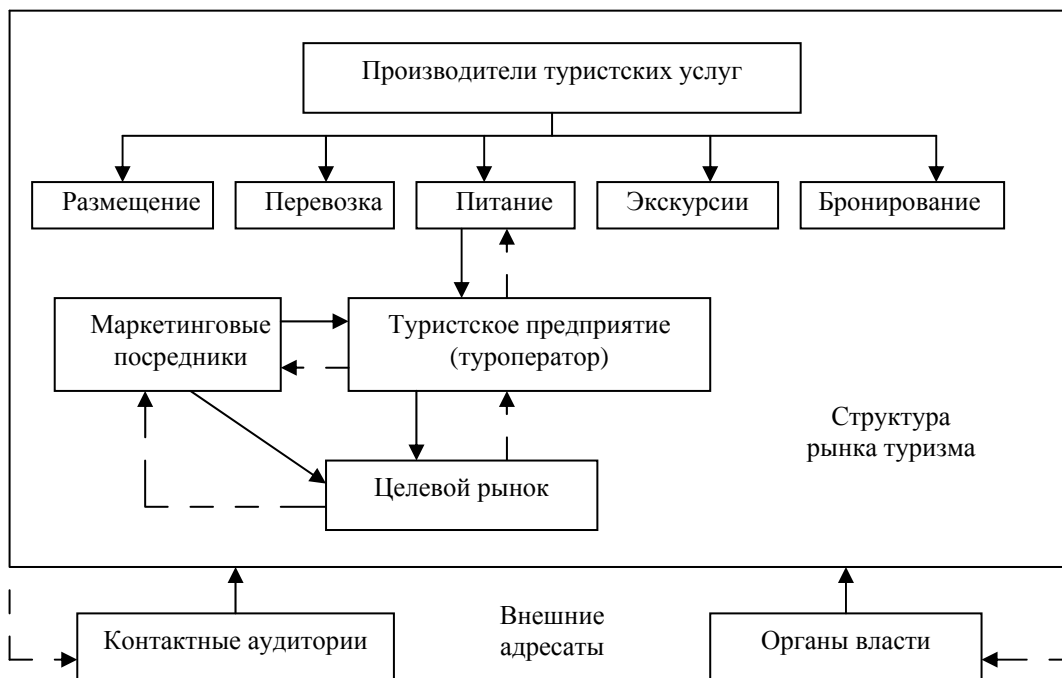 Производители туристских услуг
Размещение
Перевозка
Питание
Экскурсии
Бронирование
Маркетинговые
посредники
Туристское предприятие
(туроператор)
Структура
рынка туризма
Целевой рынок
Контактные аудитории
Внешние
адресаты
Органы власти